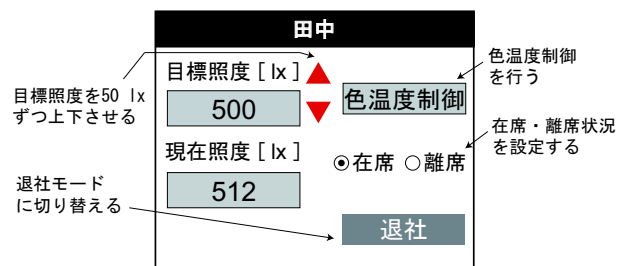 田中
目標照度 [ lx ]
500
現在照度 [ lx ]
512
色温度制御
在席 離席
退社
目標照度を50 lx
ずつ上下させる
退社モード
に切り替える
色温度制御
を行う
在席・離席状況
を設定する